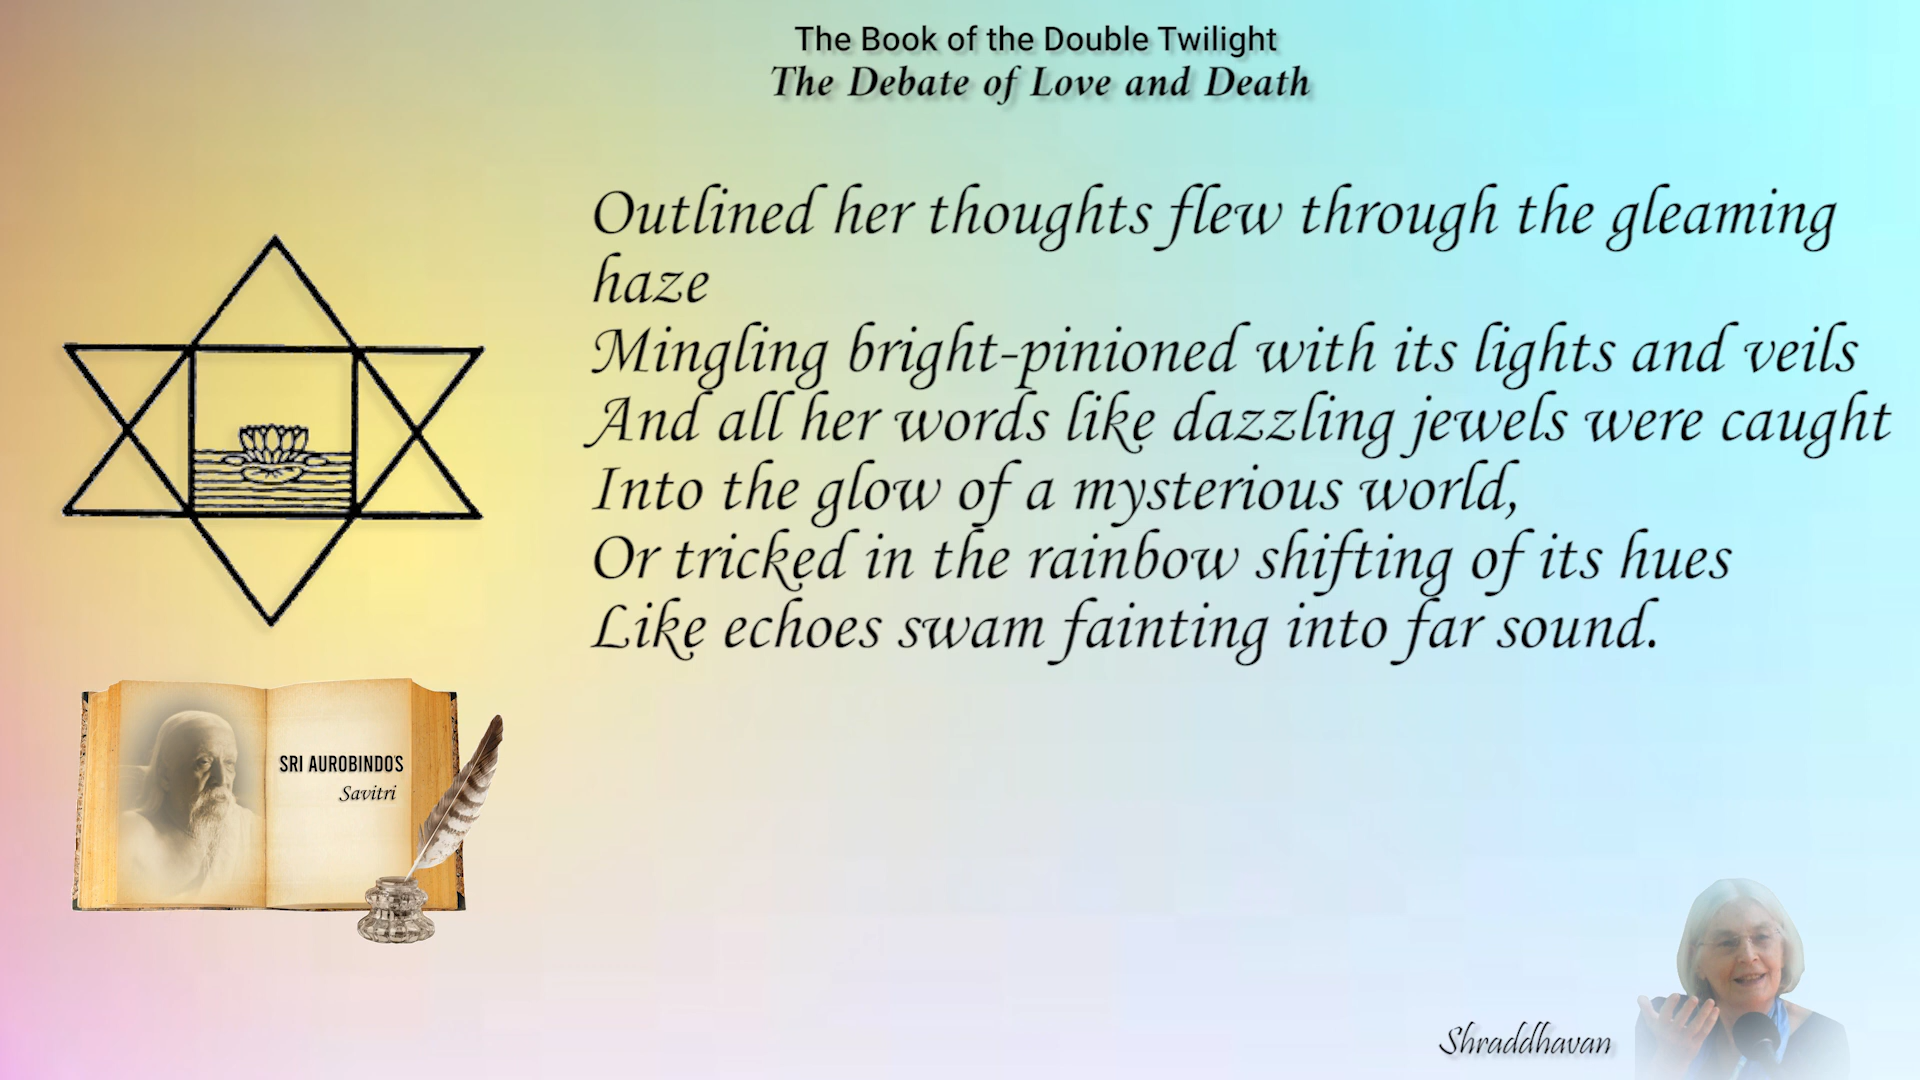 The Book of the Double Twilight
The Debate of Love and Death
Outlined her thoughts flew through the gleaming
haze
Mingling bright-pinioned with its lights and veils
And all her words like dazzling jewels were caught
Into the glow of a mysterious world,
Or tricked in the rainbow shifting of its hues
Like echoes swam fainting into far sound.
SRI AUROBINDO'S
Savitri
Shraddhavan